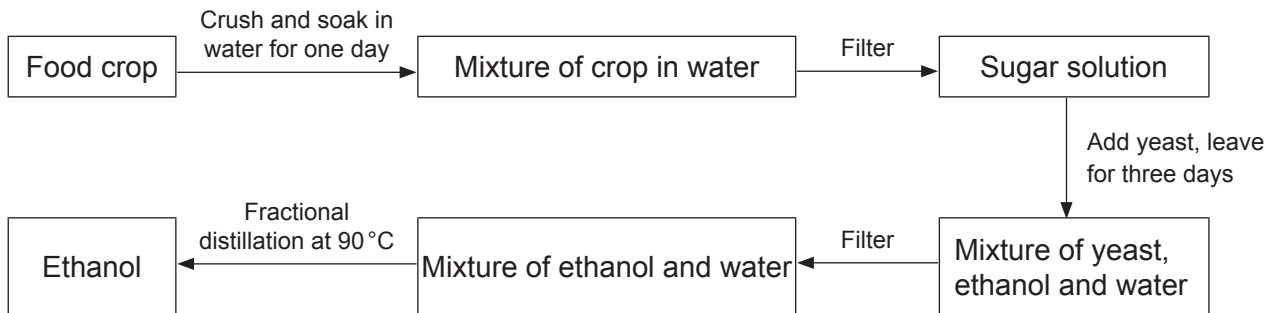 Crush and soak in
water for one day
Food crop
Mixture of crop in water
Filter
Sugar solution
Add yeast, leave
for three days
Mixture of yeast,
ethanol and water
Filter
Mixture of ethanol and water
Fractional
distillation at 90 °C
Ethanol